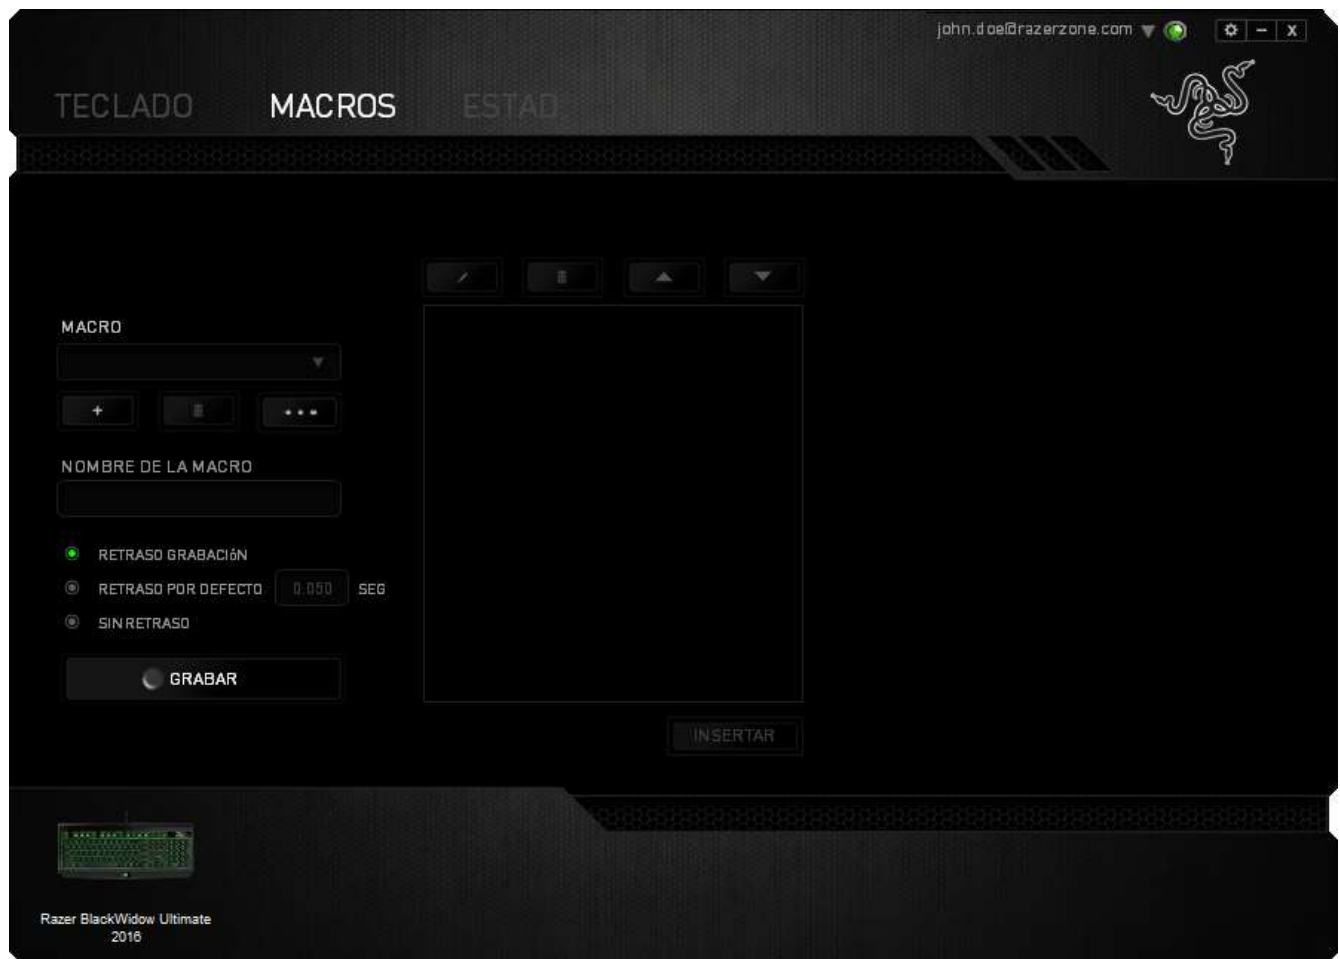 john.doe@razerzone.com
TECLADO MACROS ESTAD
MACRO
NOMBRE DE LA MACRO
RETRASO GRABACIóN
RETRASO POR DEFECTO 0.050 SEG
SIN RETRASO
GRABAR
INSERTAR
Razer BlackWidow Ultimate
2016